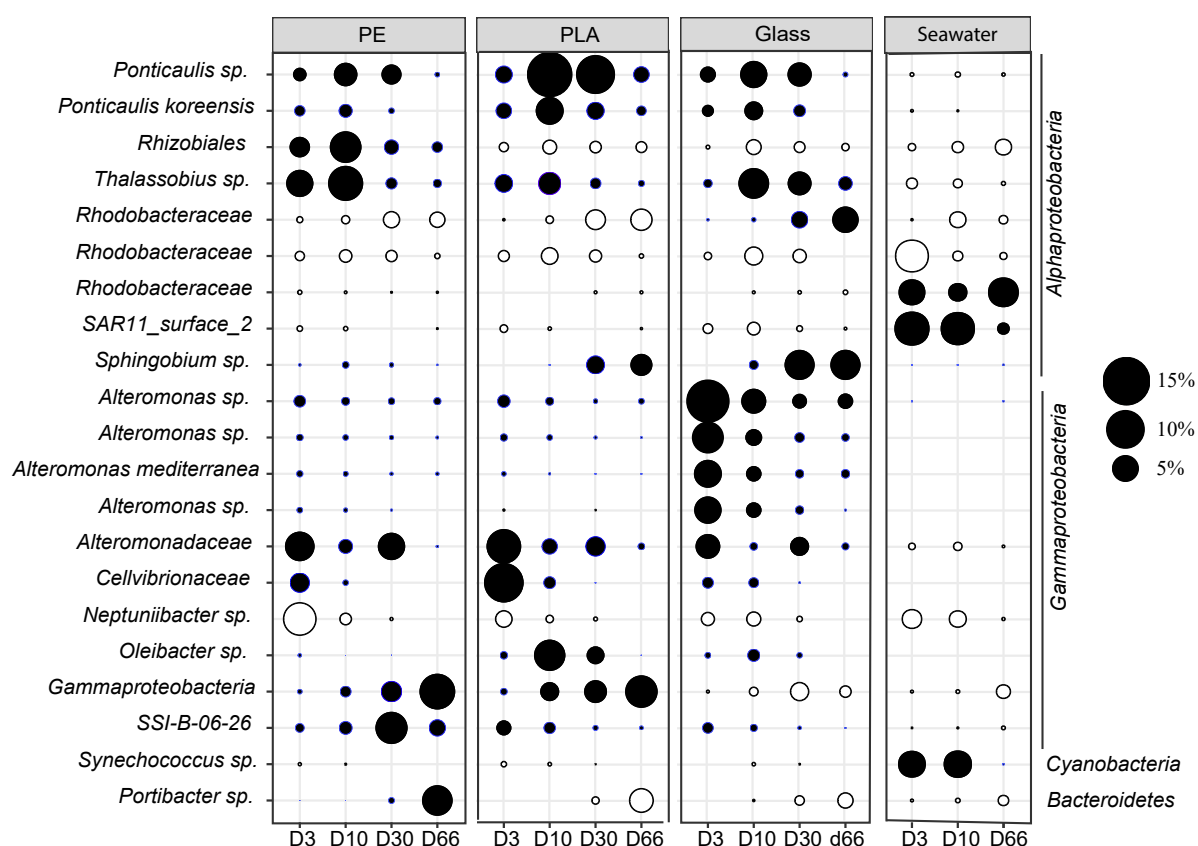 PE PLA Glass Seawater
Ponticaulis sp.
Ponticaulis koreensis
Rhizobiales
Thalassobius sp.
Rhodobacteraceae
Rhodobacteraceae
Rhodobacteraceae
SAR11_surface_2
Sphingobium sp.
Alteromonas sp.
Alteromonas sp.
Alteromonas mediterranea
Alteromonas sp.
Alteromonadaceae
Cellvibrionaceae
Neptuniibacter sp.
Oleibacter sp.
Gammaproteobacteria
SSI-B-06-26
Synechococcus sp.
Portibacter sp.
Alphaproteobacteria
Gammaproteobacteria
Cyanobacteria
Bacteroidetes
15%
10%
5%
D3 D10 D30 D66 D3 D10 D30 D66 D3 D10 D30 d66 D3 D10 D66